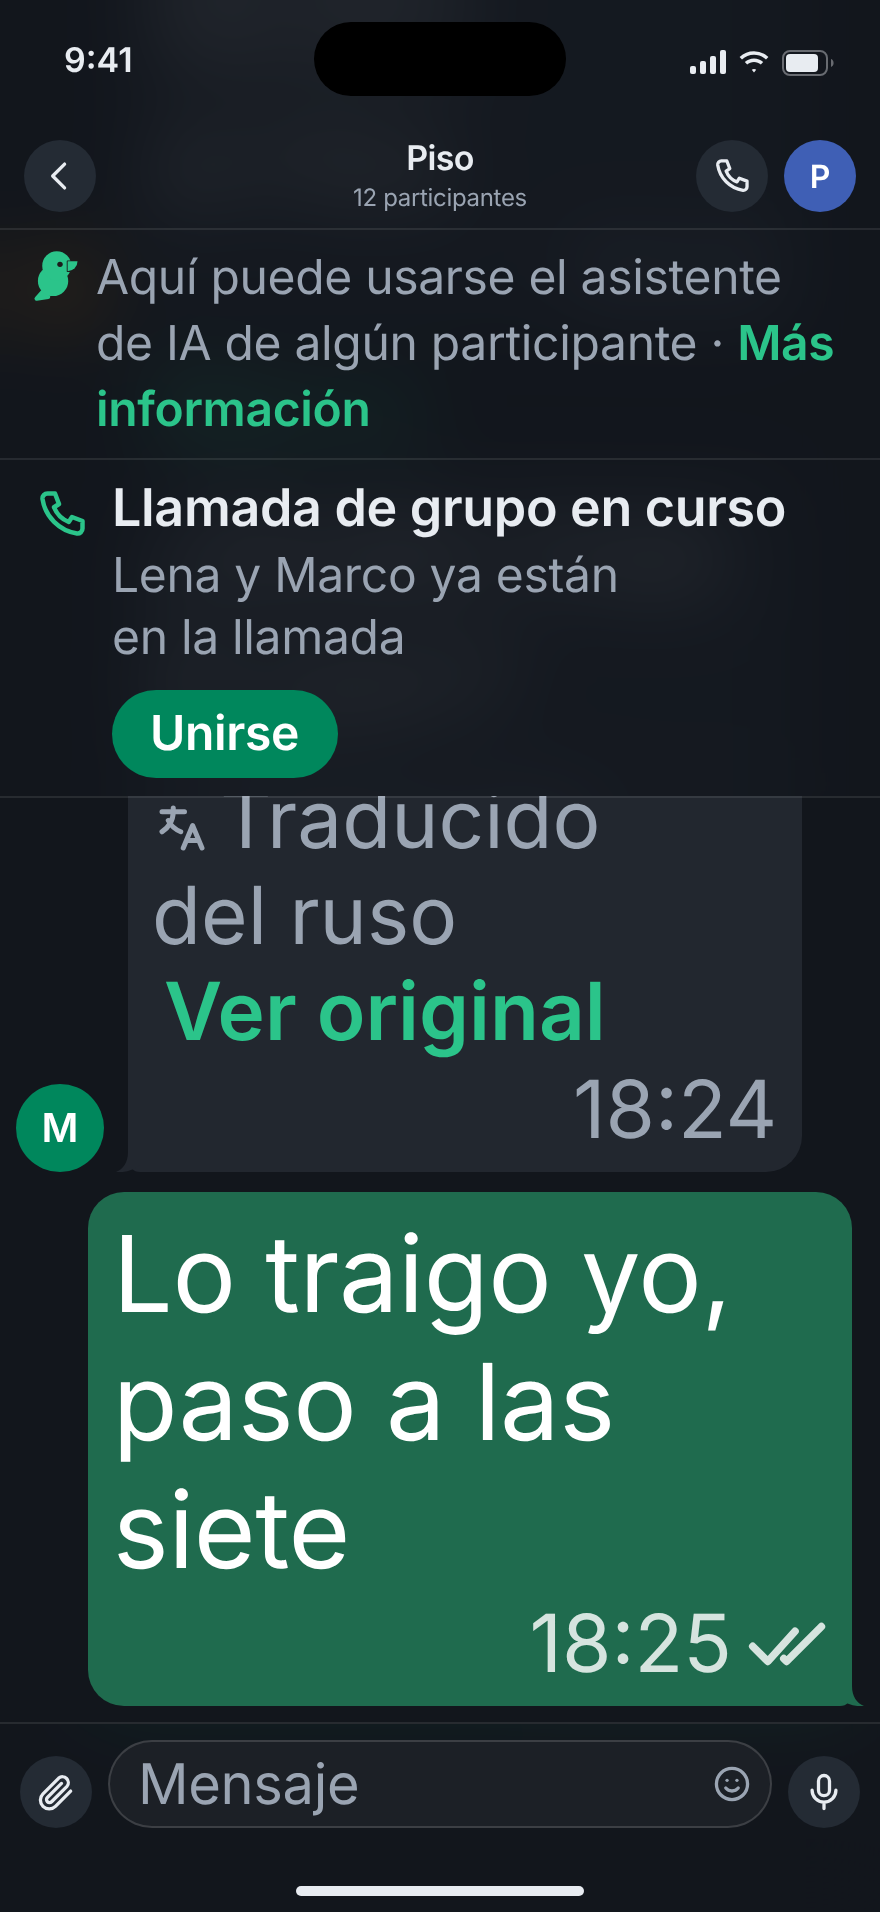 9:41
Piso
12 participantes
P
Aquí puede usarse el asistente
de IA de algún participante · Más
información
Llamada de grupo en curso
Lena y Marco ya están
en la llamada
Unirse
Traducido
del ruso
Ver original
18:24
M
Lo traigo yo,
paso a las
siete
18:25
Mensaje